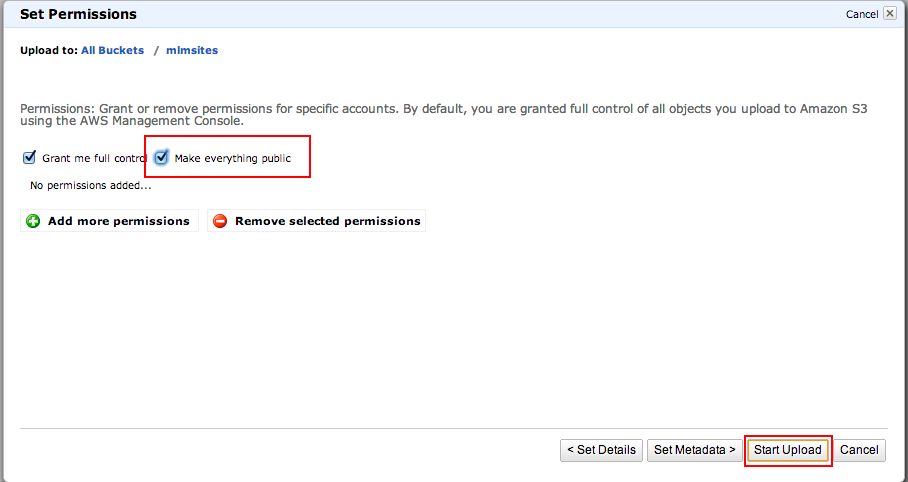 Set Permissions
Cancel
Upload to: All Buckets / mlmsites
Permissions: Grant or remove permissions for specific accounts. By default, you are granted full control of all objects you upload to Amazon S3
using the AWS Management Console.
Grant me full control Make everything public
No permissions added...
Add more permissions Remove selected permissions
< Set Details Set Metadata > Start Upload Cancel